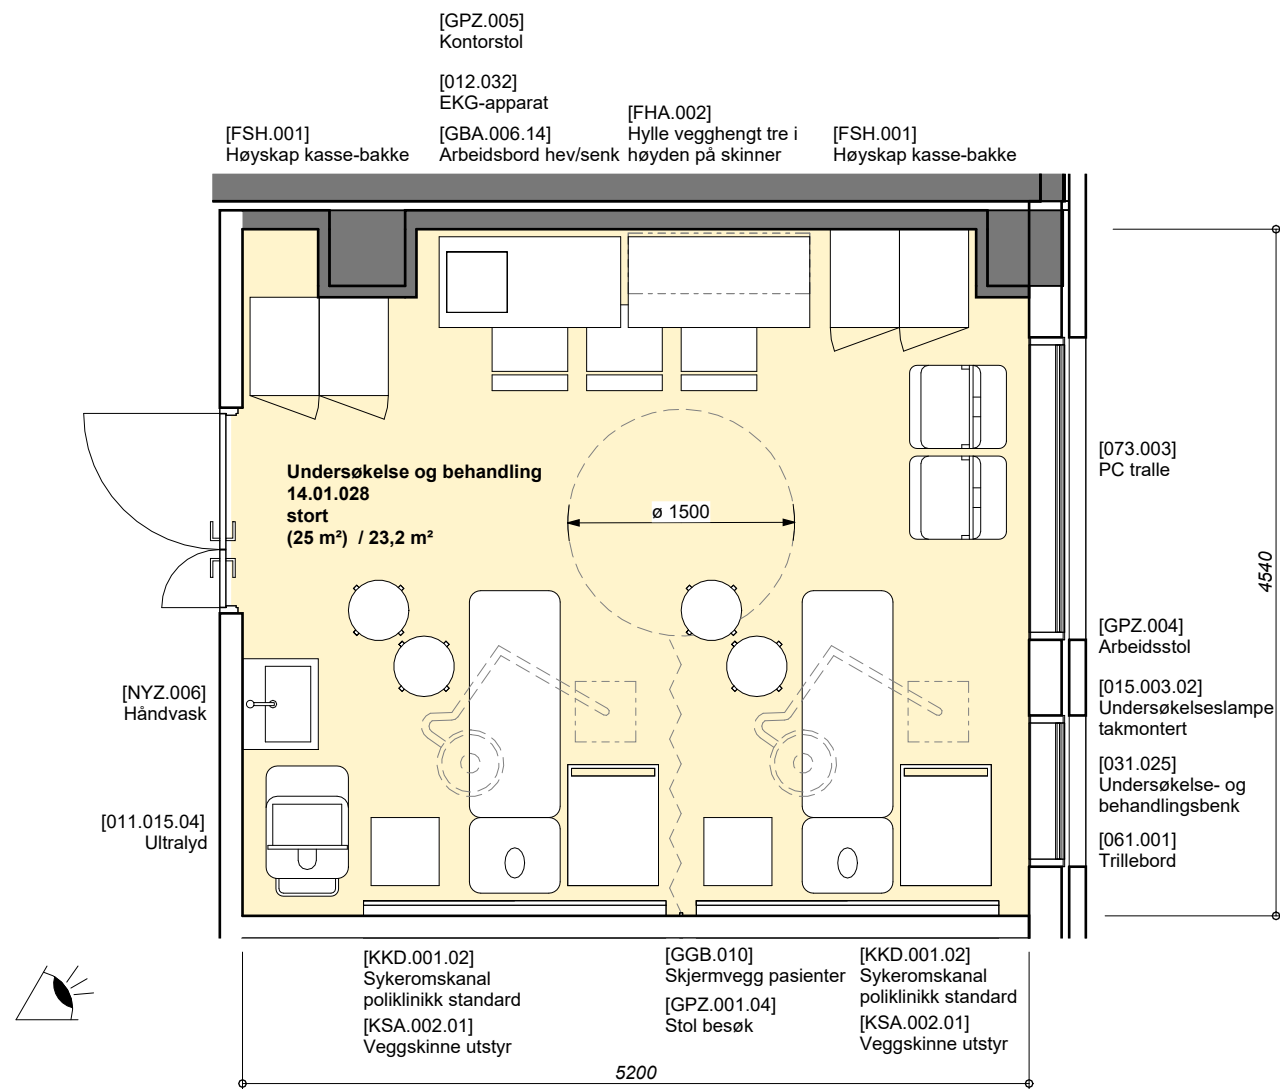 [GPZ.005]
Kontorstol
[012.032]
EKG-apparat
[FSH.001]
Høyskap kasse-bakke
[GBA.006.14]
Arbeidsbord hev/senk
[FHA.002]
Hylle vegghengt tre i
høyden på skinner
[FSH.001]
Høyskap kasse-bakke
Undersøkelse og behandling
14.01.028
stort
(25 m²) / 23,2 m²
ø 1500
[073.003]
PC tralle
4540
[GPZ.004]
Arbeidsstol
[015.003.02]
Undersøkelseslampe
takmontert
[031.025]
Undersøkelse- og
behandlingsbenk
[061.001]
Trillebord
[NYZ.006]
Håndvask
[011.015.04]
Ultralyd
[KKD.001.02]
Sykeromskanal
poliklinikk standard
[KSA.002.01]
Veggskinne utstyr
[GGB.010]
Skjermvegg pasienter
[GPZ.001.04]
Stol besøk
[KKD.001.02]
Sykeromskanal
poliklinikk standard
[KSA.002.01]
Veggskinne utstyr
5200